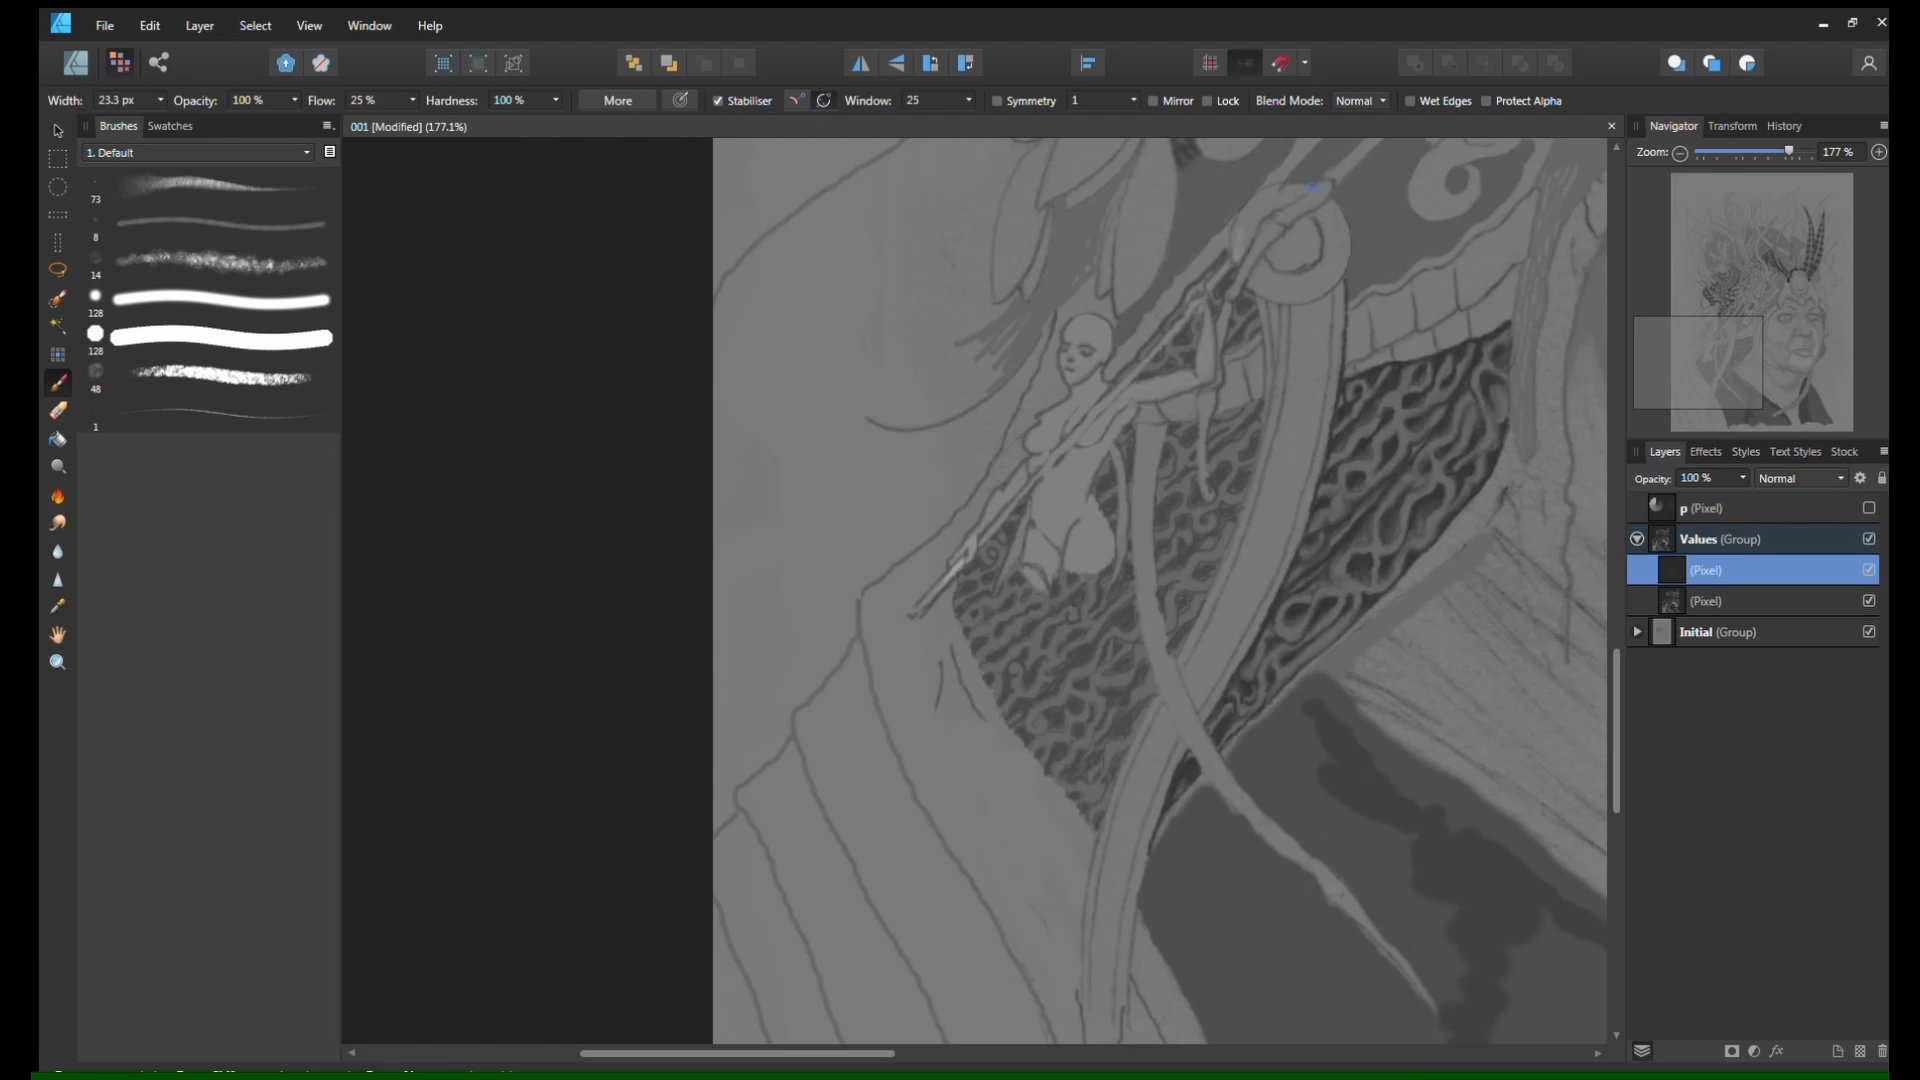 File Edit Layer Select View Window Help
Width: 23.3 px Opacity: 100 % Flow: 25 % Hardness: 100 % More Stabiliser Window: 25 Symmetry 1 Mirror Lock Blend Mode: Normal Wet Edges Protect Alpha
Brushes Swatches
001 [Modified] (177.1%)
Navigator Transform History
1. Default
Zoom: 177 %
73
8
14
128
128
48
1
Layers Effects Styles Text Styles Stock
Opacity: 100 % Normal
p (Pixel)
Values (Group)
(Pixel)
(Pixel)
Initial (Group)
fx